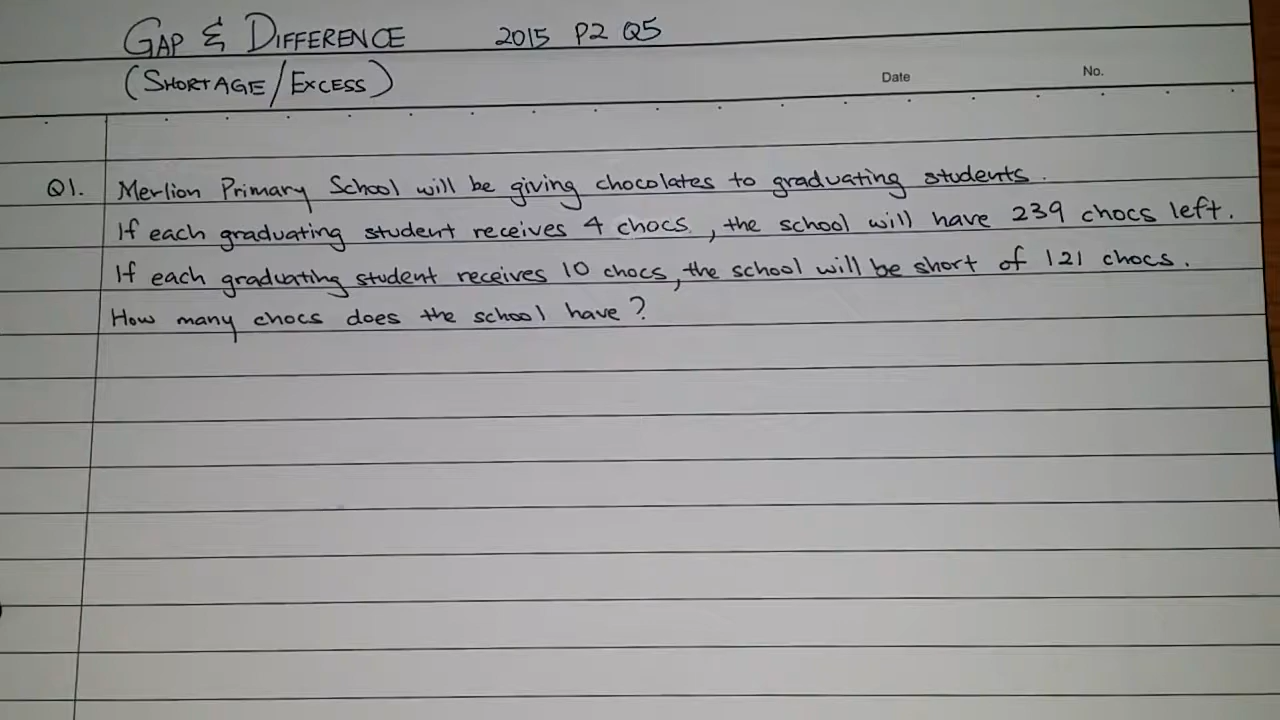 GAP & DIFFERENCE 2015 P2 Q5
(SHORTAGE/EXCESS)
Date No.
Q1. Merlion Primary School will be giving chocolates to graduating students.
If each graduating student receives 4 chocs, the school will have 239 chocs left.
If each graduating student receives 10 chocs, the school will be short of 121 chocs.
How many chocs does the school have?